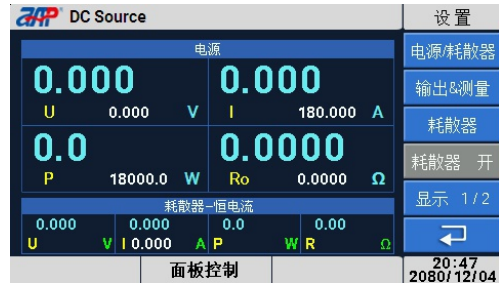 DC Source
设置
电源
电源/耗散器
0.000 0.000
输出&测量
U 0.000 V I 180.000 A
耗散器
0.0 0.0000
耗散器 开
P 18000.0 W Ro 0.0000 Ω
显示 1/2
耗散器-恒电流
0.000 0.000 0.0 0.00
U V I 0.000 A P W R Ω
面板控制
20:47
2080/12/04